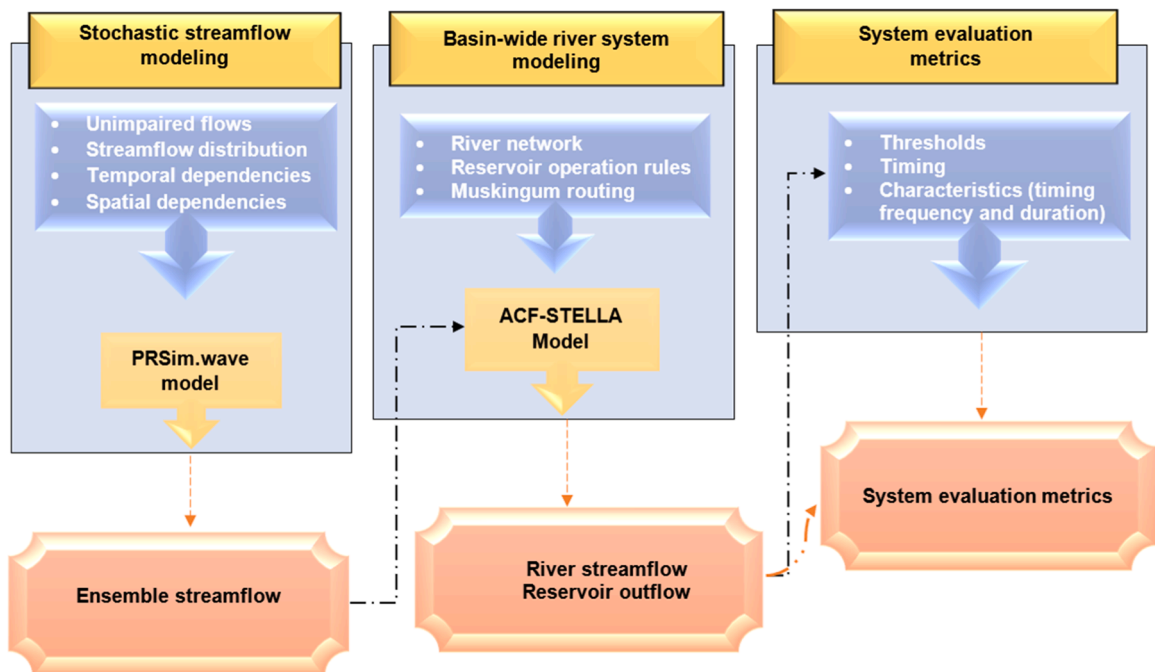 Stochastic streamflow
modeling
• Unimpaired flows
• Streamflow distribution
• Temporal dependencies
• Spatial dependencies
PRSim.wave
model
Ensemble streamflow
Basin-wide river system
modeling
• River network
• Reservoir operation rules
• Muskingum routing
ACF-STELLA
Model
River streamflow
Reservoir outflow
System evaluation
metrics
• Thresholds
• Timing
• Characteristics (timing
frequency and duration)
System evaluation metrics